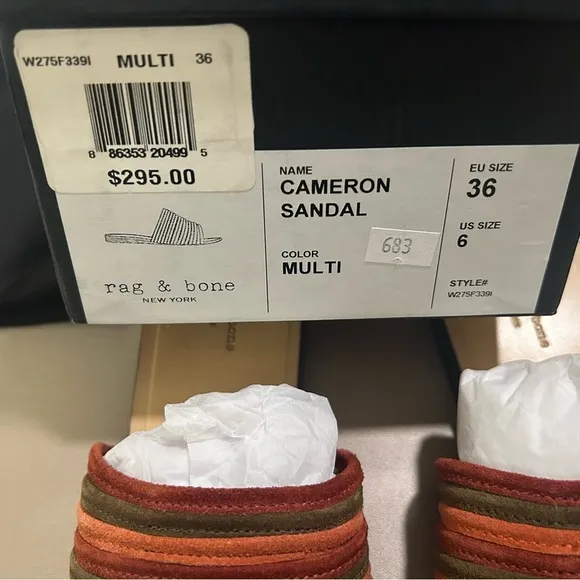 W275F339I MULTI 36
8 86353 20499 5
$295.00
rag & bone
NEW YORK
NAME
CAMERON
SANDAL
COLOR
MULTI
683
EU SIZE
36
US SIZE
6
STYLE#
W275F339I